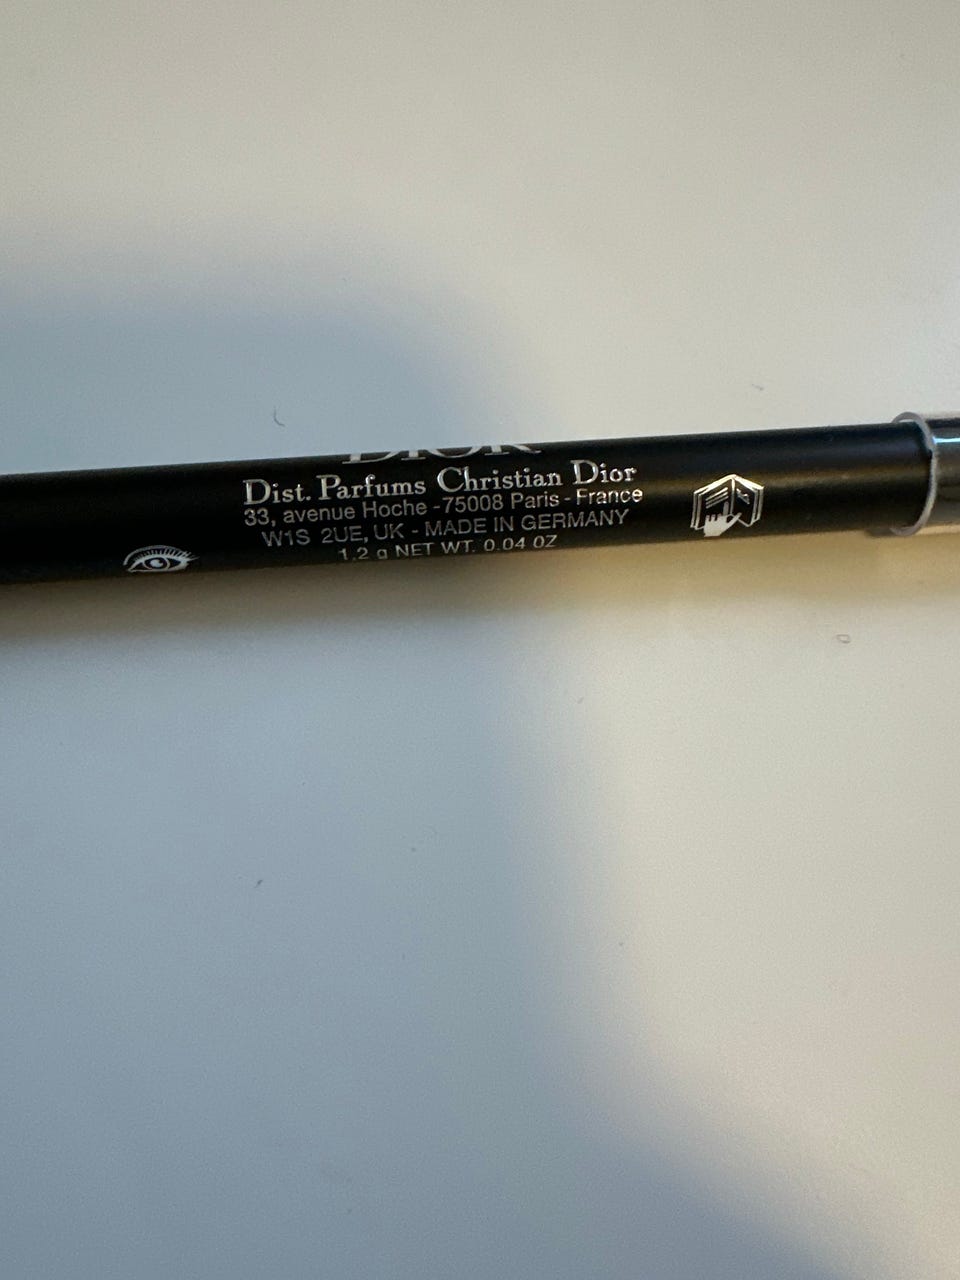 DIOR
Dist. Parfums Christian Dior
33, avenue Hoche -75008 Paris - France
W1S 2UE, UK - MADE IN GERMANY
1,2 g NET WT. 0.04 OZ